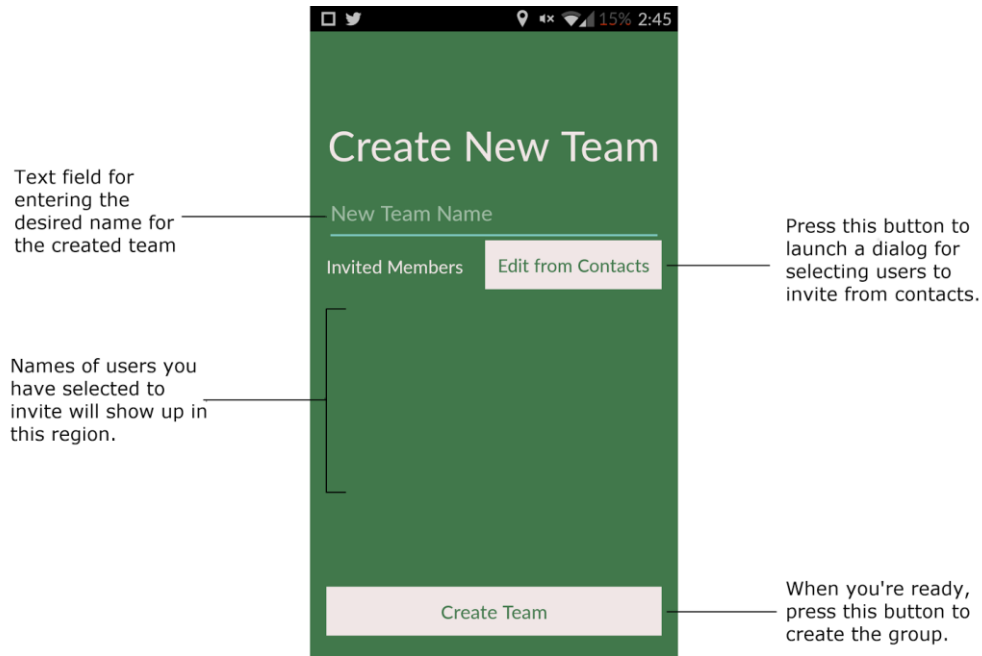 15% 2:45
Create New Team
Text field for
entering the
desired name for
the created team
New Team Name
Press this button to
launch a dialog for
selecting users to
invite from contacts.
Invited Members
Edit from Contacts
Names of users you
have selected to
invite will show up in
this region.
When you're ready,
press this button to
create the group.
Create Team